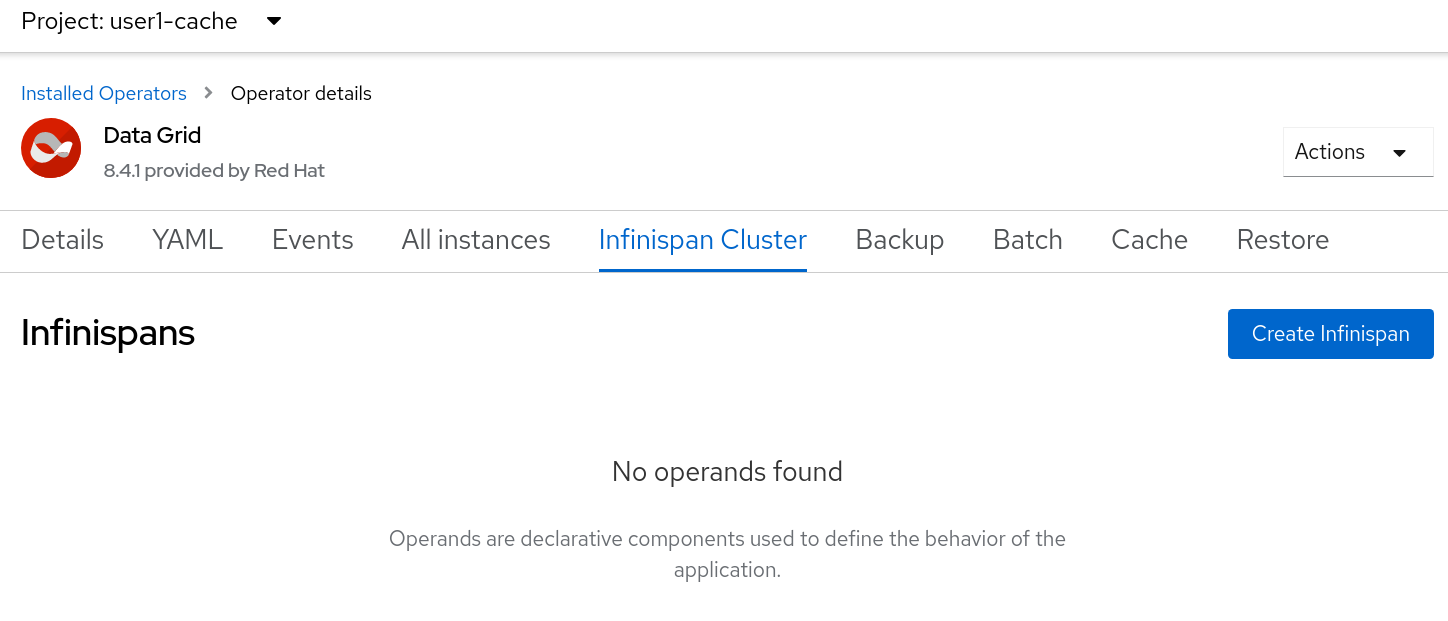 Project: user1-cache
Installed Operators > Operator details
Data Grid
8.4.1 provided by Red Hat
Actions
Details YAML Events All instances Infinispan Cluster Backup Batch Cache Restore
Infinispans
Create Infinispan
No operands found
Operands are declarative components used to define the behavior of the
application.